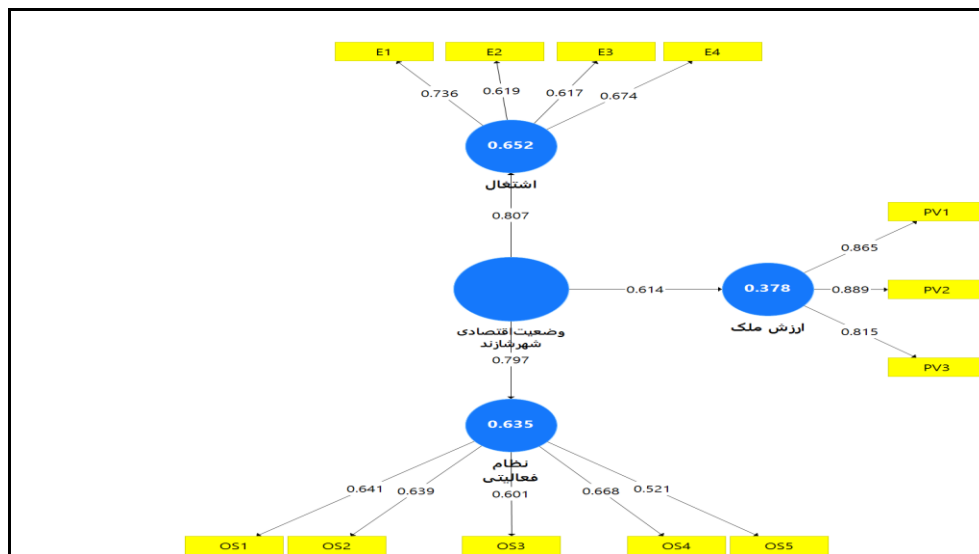 E1 E2 E3 E4
0.736 0.619 0.617 0.674
0.652
اشتغال
0.807
PV1
0.865
0.614 0.378 0.889 PV2
وضعیت اقتصادی
شهرشازند
ارزش ملک
0.815
0.797
PV3
0.635
نظام
فعالیتی
0.641 0.639 0.601 0.668 0.521
OS1 OS2 OS3 OS4 OS5